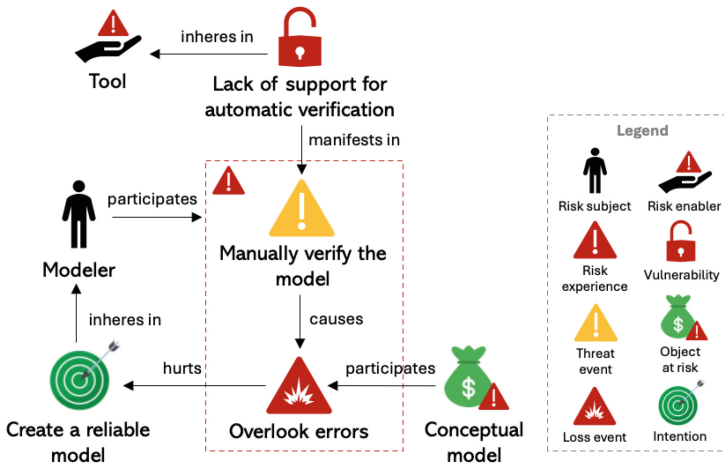 inheres in
Tool
Lack of support for
automatic verification
manifests in
participates
Manually verify the
model
Modeler
inheres in
causes
hurts
participates
Create a reliable
model
Overlook errors
Conceptual
model
Legend
Risk subject
Risk enabler
Risk
experience
Vulnerability
Threat
event
Object
at risk
Loss event
Intention